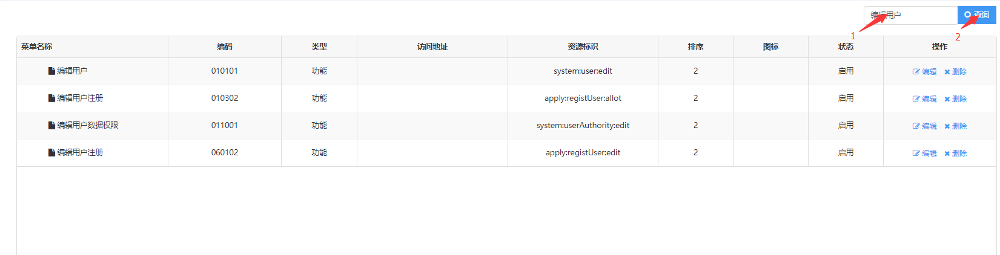 编辑用户 查询
1 2
菜单名称 编码 类型 访问地址 资源标识 排序 图标 状态 操作
编辑用户 010101 功能 system:user:edit 2 启用 编辑 删除
编辑用户注册 010302 功能 apply:registUser:allot 2 启用 编辑 删除
编辑用户数据权限 011001 功能 system:userAuthority:edit 2 启用 编辑 删除
编辑用户注册 060102 功能 apply:registUser:edit 2 启用 编辑 删除